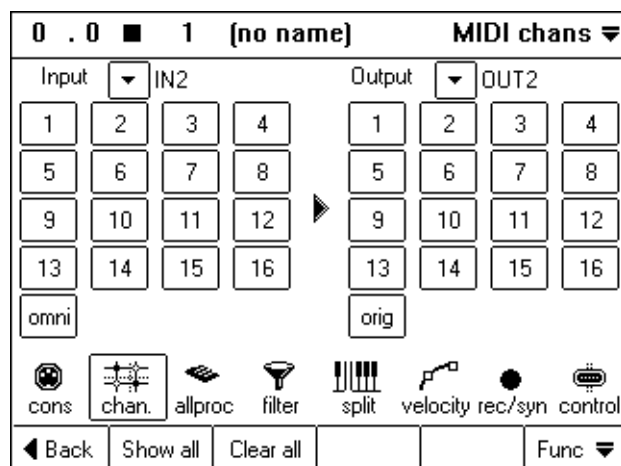 0 . 0 ■ 1 (no name) MIDI chans
Input IN2 Output OUT2
1 2 3 4 1 2 3 4
5 6 7 8 5 6 7 8
9 10 11 12 9 10 11 12
13 14 15 16 13 14 15 16
omni orig
cons chan. allproc filter split velocity rec/syn control
Back Show all Clear all Func